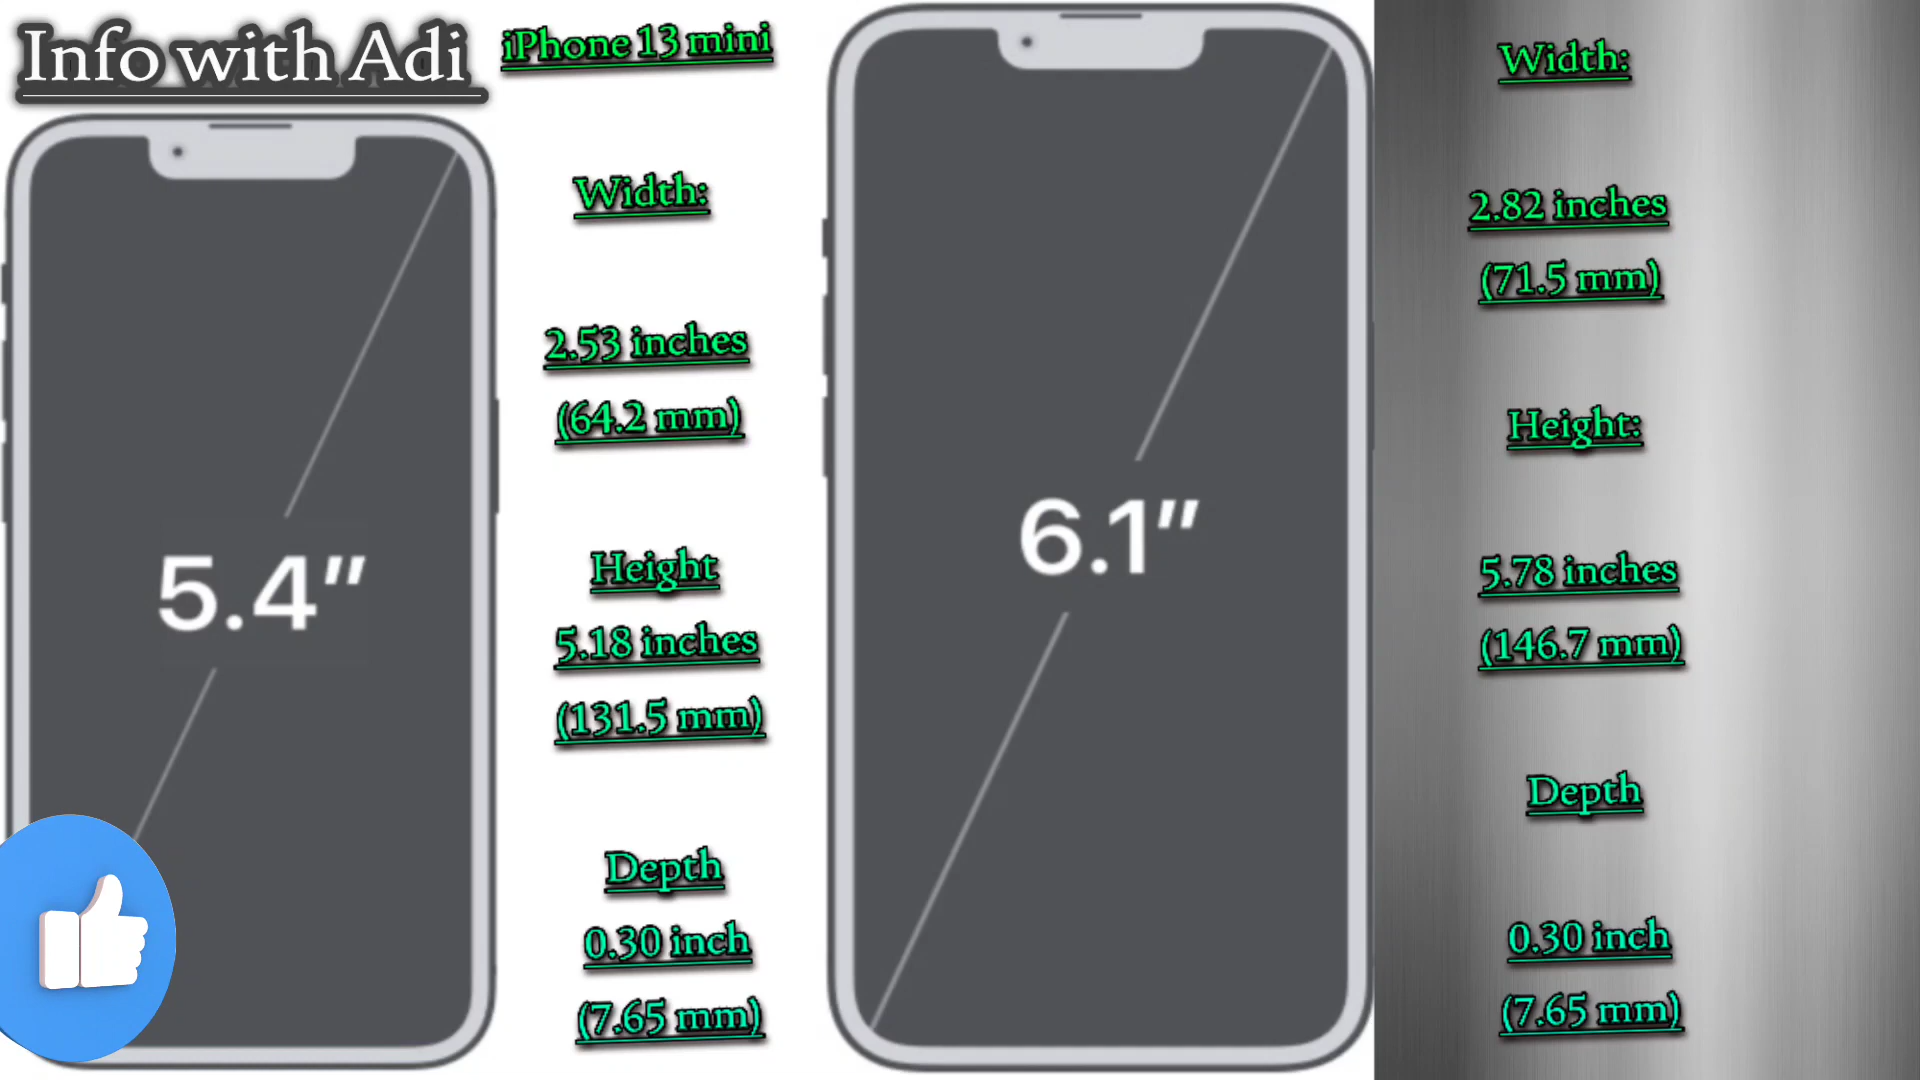 Info with Adi
iPhone 13 mini
Width:
2.53 inches
(64.2 mm)
Height
5.18 inches
(131.5 mm)
Depth
0.30 inch
(7.65 mm)
5.4”
6.1”
Width:
2.82 inches
(71.5 mm)
Height:
5.78 inches
(146.7 mm)
Depth
0.30 inch
(7.65 mm)